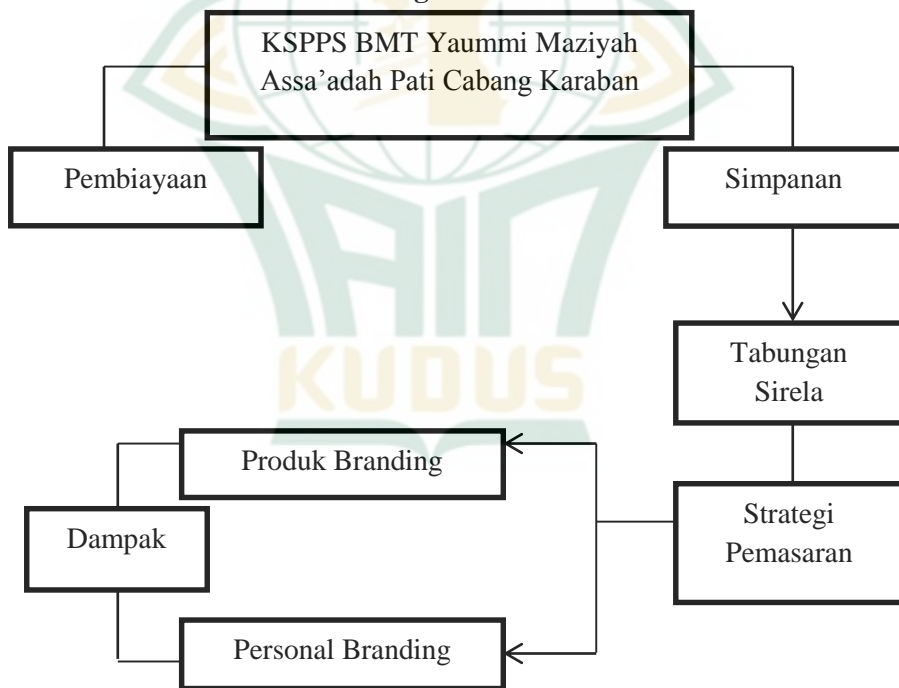 KSPPS BMT Yaummi Maziyah
Assa’adah Pati Cabang Karaban
Pembiayaan
Simpanan
Tabungan
Sirela
Produk Branding
Strategi
Pemasaran
Dampak
Personal Branding
IAIN
KUDUS